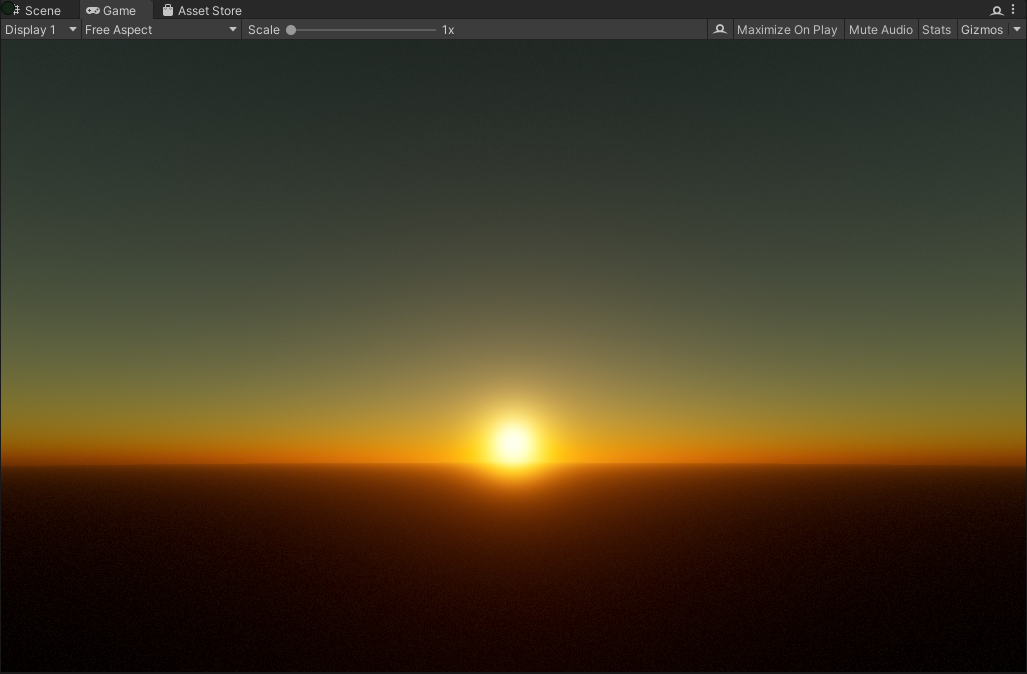 Scene Game Asset Store
Display 1 Free Aspect Scale 1x Maximize On Play Mute Audio Stats Gizmos